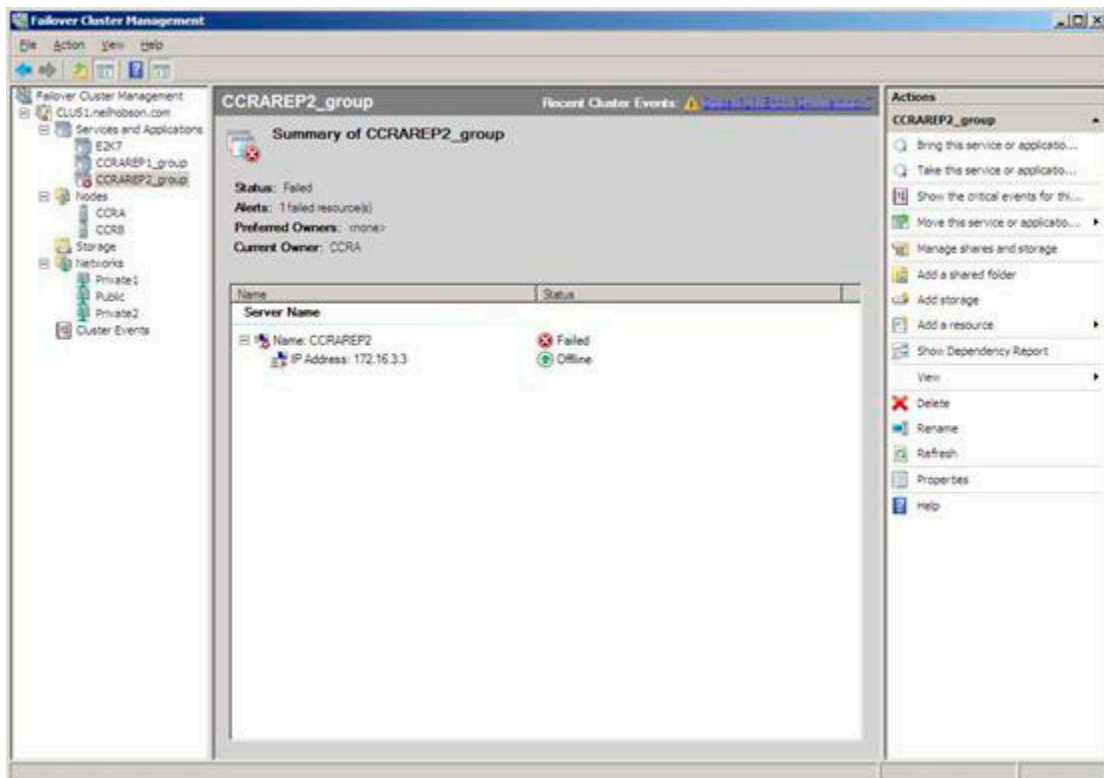 Failover Cluster Management
File Action View Help
Failover Cluster Management
CLUS1.neilhobson.com
Services and Applications
E2K7
CCRAREP1_group
CCRAREP2_group
Nodes
CCRA
CCRB
Storage
Networks
Private1
Public
Private2
Cluster Events
CCRAREP2_group
Recent Cluster Events:
Summary of CCRAREP2_group
Status: Failed
Alerts: 1 failed resource(s)
Preferred Owners: <none>
Current Owner: CCRA
Name Status
Server Name
Name: CCRAREP2 Failed
IP Address: 172.16.3.3 Offline
Actions
CCRAREP2_group
Bring this service or applicatio...
Take this service or applicatio...
Show the critical events for thi...
Move this service or applicatio...
Manage shares and storage
Add a shared folder
Add storage
Add a resource
Show Dependency Report
View
Delete
Rename
Refresh
Properties
Help